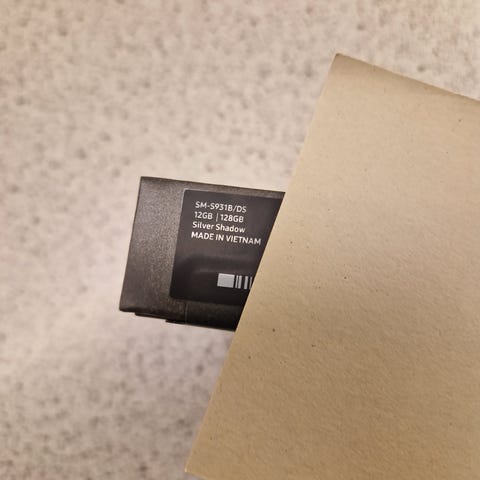 SM-S931B/DS
12GB | 128GB
Silver Shadow
MADE IN VIETNAM